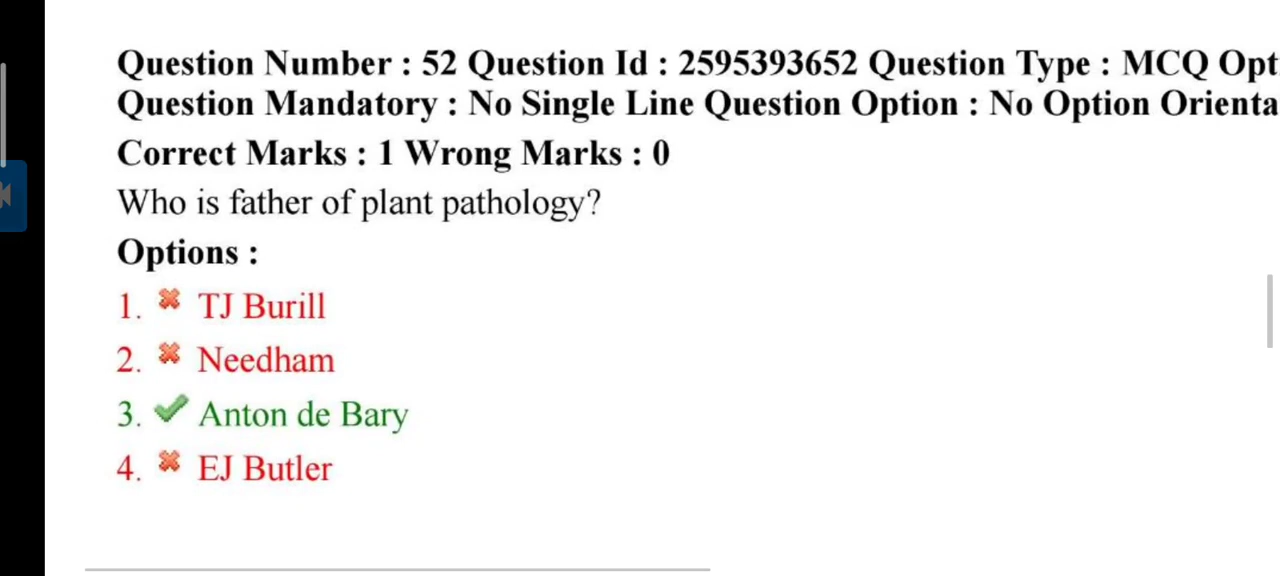 Question Number : 52 Question Id : 2595393652 Question Type : MCQ Opt
Question Mandatory : No Single Line Question Option : No Option Orienta
Correct Marks : 1 Wrong Marks : 0
Who is father of plant pathology?
Options :
1. TJ Burill
2. Needham
3. Anton de Bary
4. EJ Butler